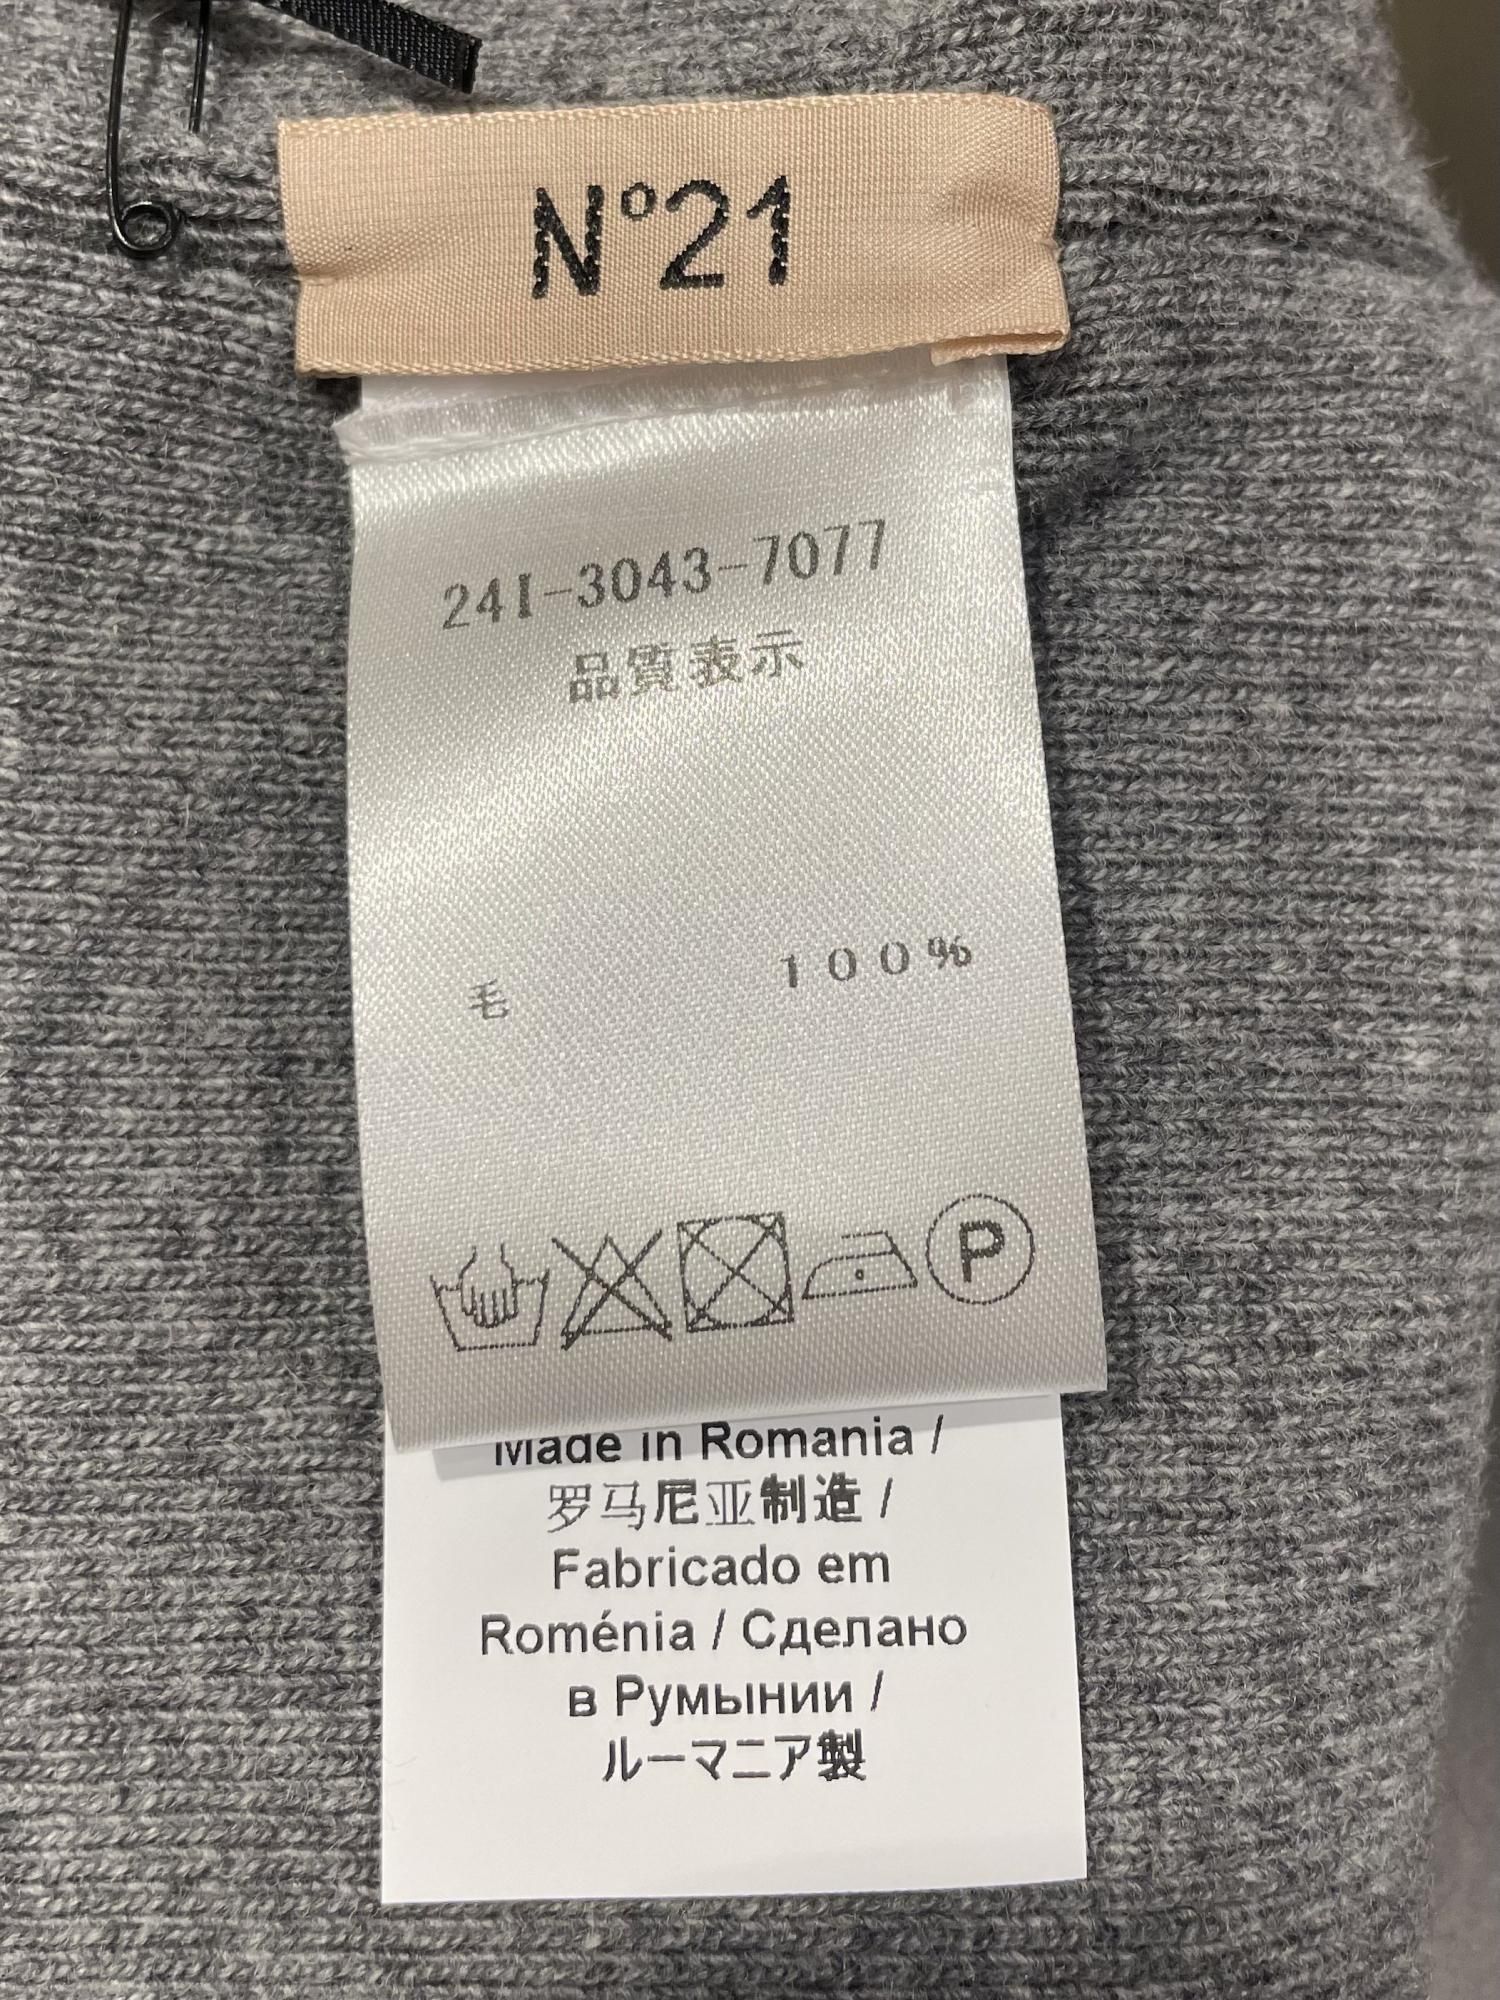 N°21
24I-3043-7077
品質表示
毛 100%
P
Made in Romania /
罗马尼亚制造 /
Fabricado em
Roménia / Сделано
в Румынии /
ルーマニア製